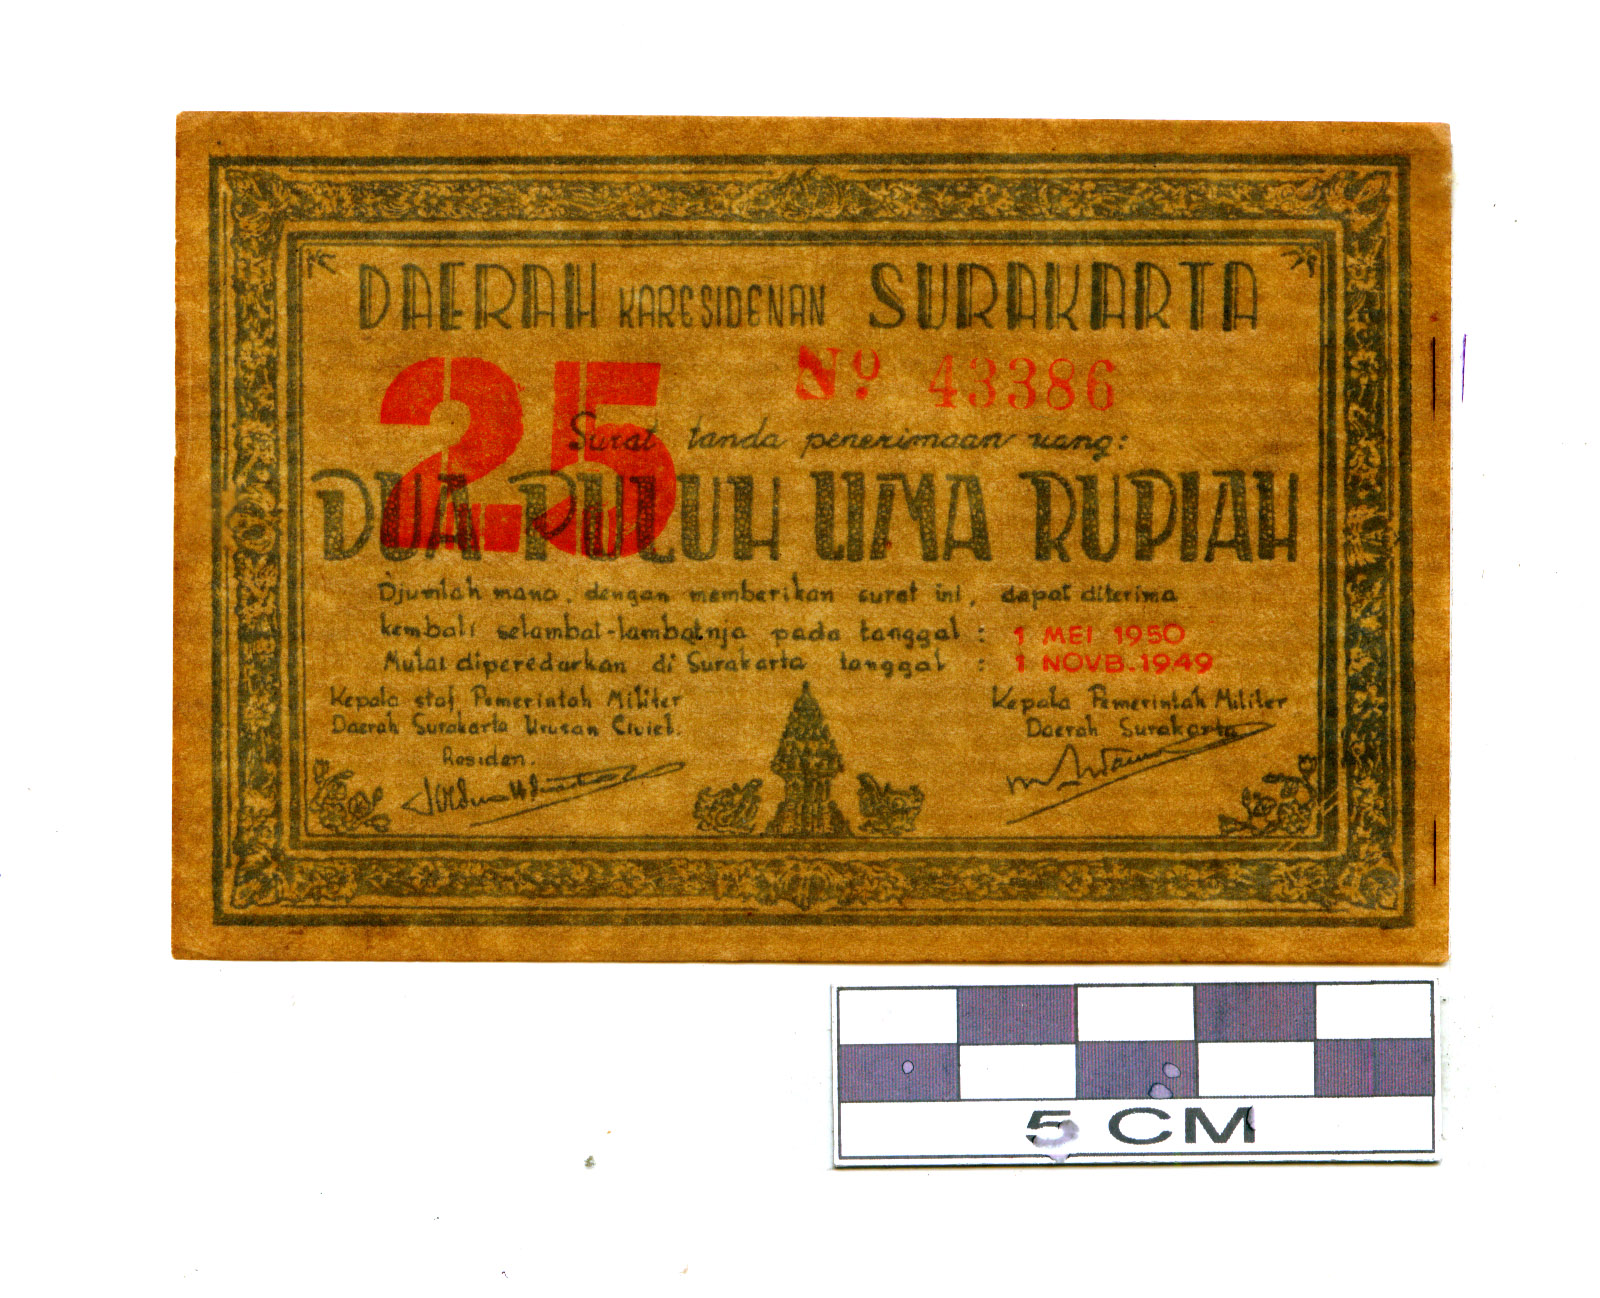 DAERAH KARESIDENAN SURAKARTA
25
No. 43386
Surat tanda penerimaan uang:
DUA PULUH LIMA RUPIAH
Djumlah mana, dengan memberikan surat ini, dapat diterima
kembali selambat-lambatnja pada tanggal : 1 MEI 1950
Mulai diperedarkan di Surakarta tanggal : 1 NOVB.1949
Kepala staf Pemerintah Militer
Daerah Surakarta Urusan Civiel.
Residen.
Kepala Pemerintah Militer
Daerah Surakarta
5 CM